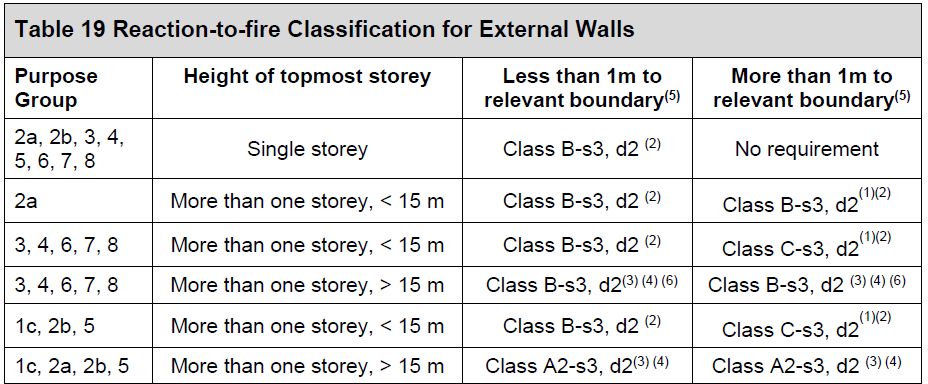 Table 19 Reaction-to-fire Classification for External Walls
Purpose Group Height of topmost storey Less than 1m to relevant boundary(5) More than 1m to relevant boundary(5)
2a, 2b, 3, 4, 5, 6, 7, 8 Single storey Class B-s3, d2 (2) No requirement
2a More than one storey, < 15 m Class B-s3, d2 (2) Class B-s3, d2(1)(2)
3, 4, 6, 7, 8 More than one storey, < 15 m Class B-s3, d2 (2) Class C-s3, d2(1)(2)
3, 4, 6, 7, 8 More than one storey, > 15 m Class B-s3, d2(3) (4) (6) Class B-s3, d2 (3) (4) (6)
1c, 2b, 5 More than one storey, < 15 m Class B-s3, d2 (2) Class C-s3, d2(1)(2)
1c, 2a, 2b, 5 More than one storey, > 15 m Class A2-s3, d2(3) (4) Class A2-s3, d2 (3) (4)